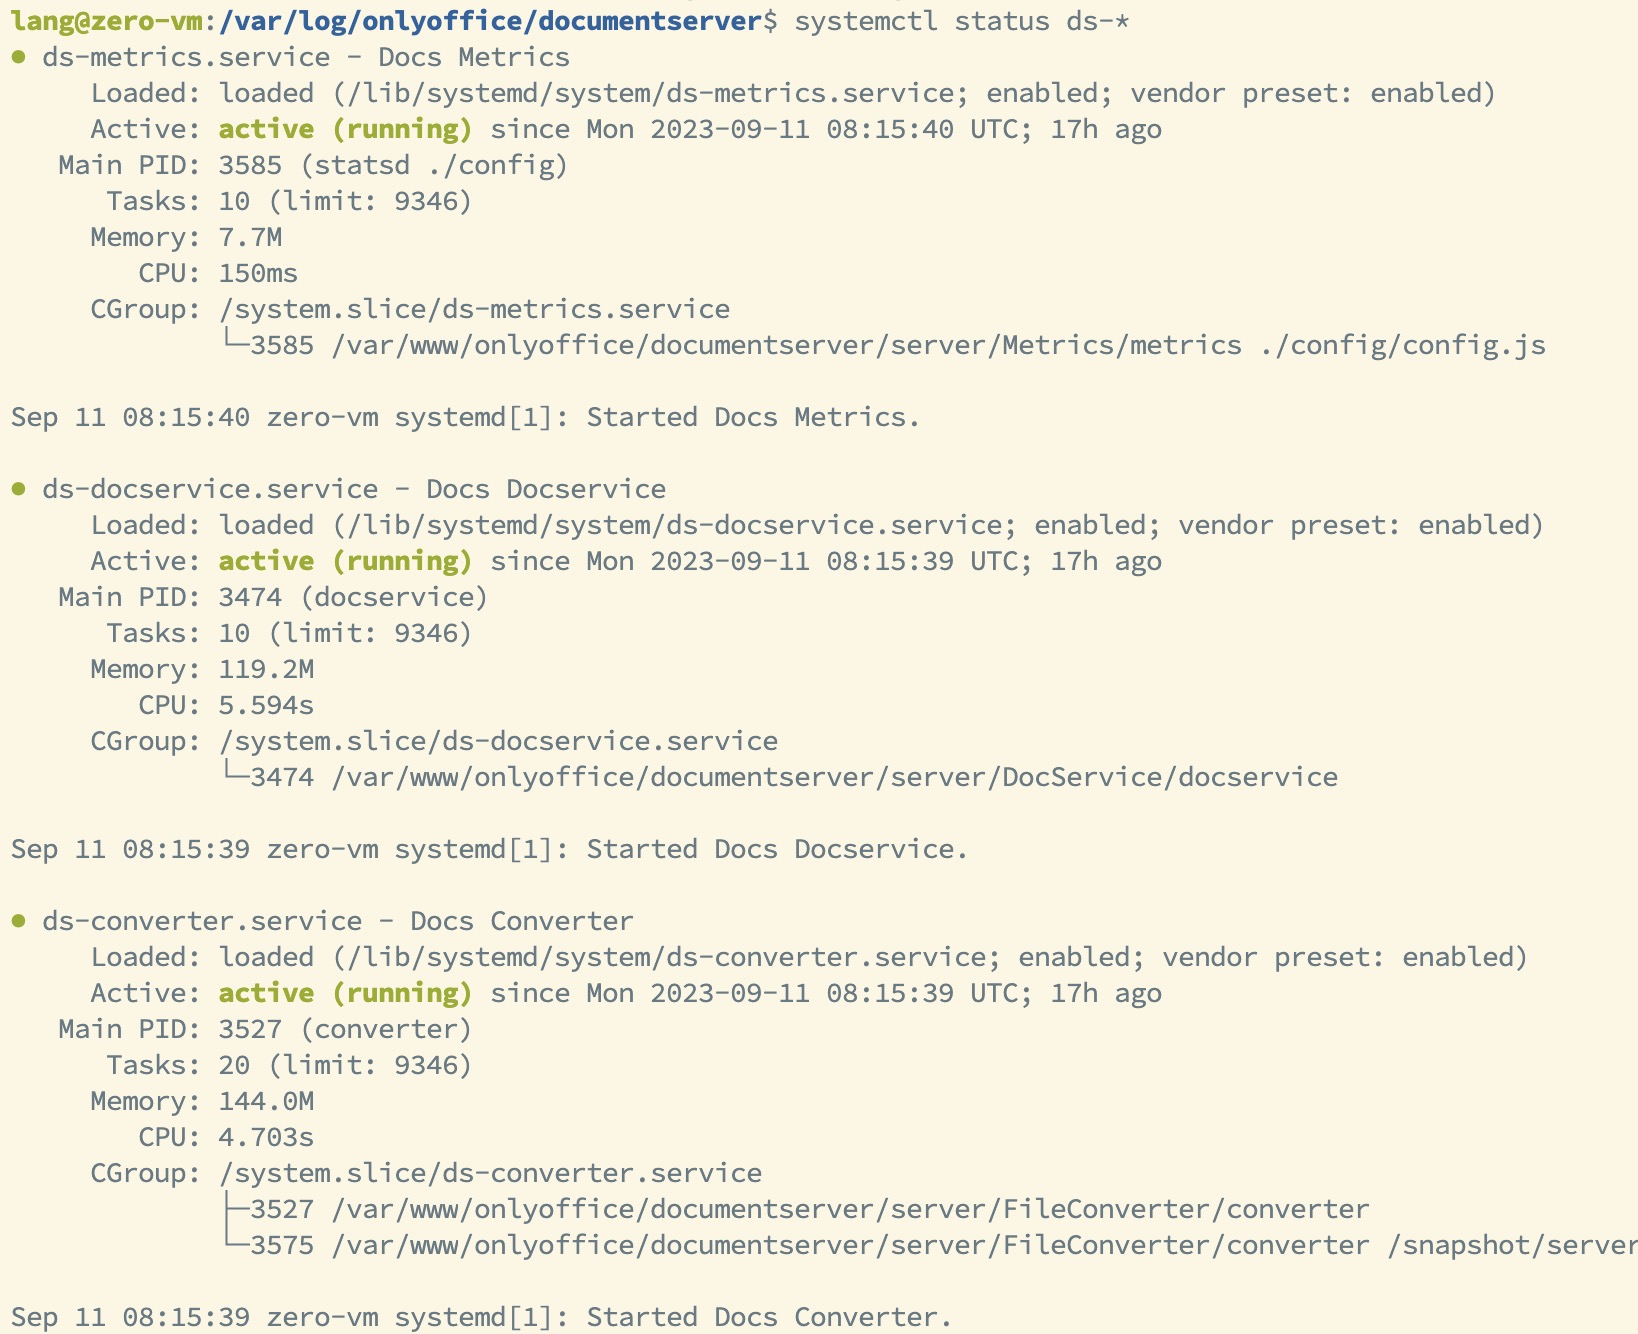 lang@zero-vm:/var/log/onlyoffice/documentserver$ systemctl status ds-*
● ds-metrics.service - Docs Metrics
     Loaded: loaded (/lib/systemd/system/ds-metrics.service; enabled; vendor preset: enabled)
     Active: active (running) since Mon 2023-09-11 08:15:40 UTC; 17h ago
   Main PID: 3585 (statsd ./config)
      Tasks: 10 (limit: 9346)
     Memory: 7.7M
        CPU: 150ms
     CGroup: /system.slice/ds-metrics.service
             └─3585 /var/www/onlyoffice/documentserver/server/Metrics/metrics ./config/config.js

Sep 11 08:15:40 zero-vm systemd[1]: Started Docs Metrics.

● ds-docservice.service - Docs Docservice
     Loaded: loaded (/lib/systemd/system/ds-docservice.service; enabled; vendor preset: enabled)
     Active: active (running) since Mon 2023-09-11 08:15:39 UTC; 17h ago
   Main PID: 3474 (docservice)
      Tasks: 10 (limit: 9346)
     Memory: 119.2M
        CPU: 5.594s
     CGroup: /system.slice/ds-docservice.service
             └─3474 /var/www/onlyoffice/documentserver/server/DocService/docservice

Sep 11 08:15:39 zero-vm systemd[1]: Started Docs Docservice.

● ds-converter.service - Docs Converter
     Loaded: loaded (/lib/systemd/system/ds-converter.service; enabled; vendor preset: enabled)
     Active: active (running) since Mon 2023-09-11 08:15:39 UTC; 17h ago
   Main PID: 3527 (converter)
      Tasks: 20 (limit: 9346)
     Memory: 144.0M
        CPU: 4.703s
     CGroup: /system.slice/ds-converter.service
             ├─3527 /var/www/onlyoffice/documentserver/server/FileConverter/converter
             └─3575 /var/www/onlyoffice/documentserver/server/FileConverter/converter /snapshot/server

Sep 11 08:15:39 zero-vm systemd[1]: Started Docs Converter.